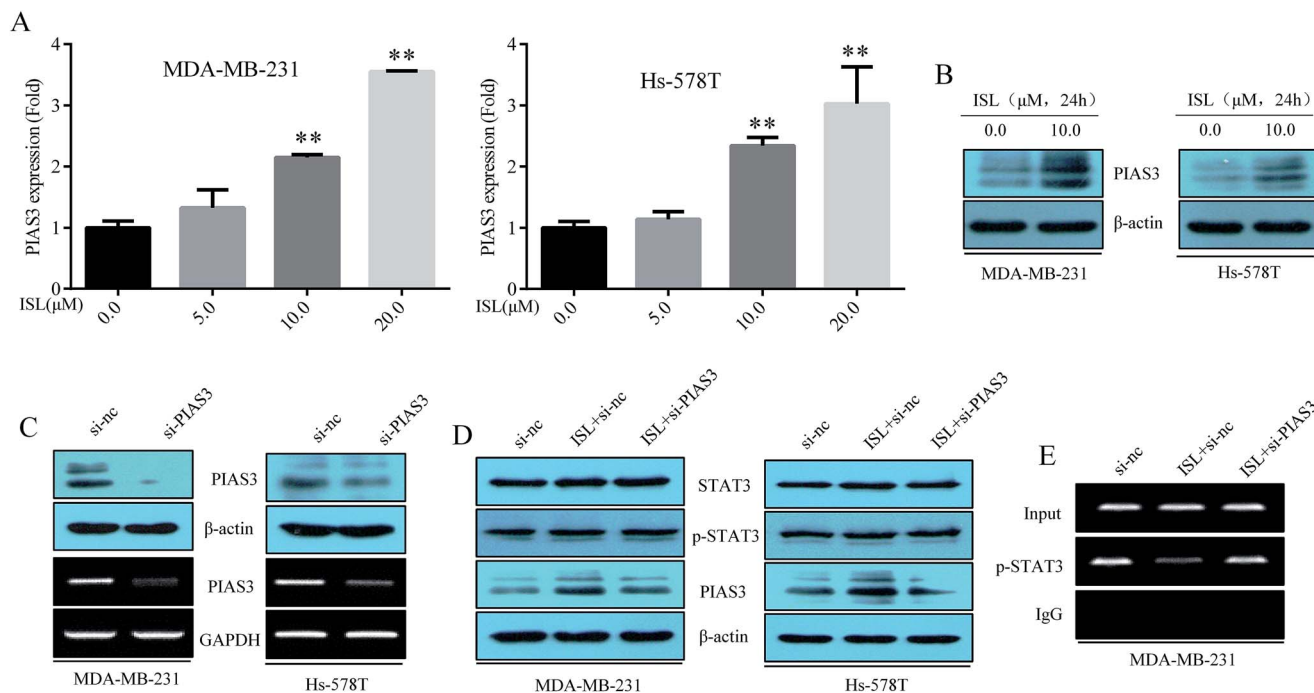 A
PIAS3 expression (Fold)
4
3
2
1
0
MDA-MB-231
**
**
ISL(μM)
0.0
5.0
10.0
20.0
PIAS3 expression (Fold)
4
3
2
1
0
Hs-578T
**
**
ISL(μM)
0.0
5.0
10.0
20.0
B
ISL（μM，24h）
0.0 10.0
ISL（μM，24h）
0.0 10.0
PIAS3
β-actin
MDA-MB-231
Hs-578T
C
si-nc
si-PIAS3
si-nc
si-PIAS3
PIAS3
β-actin
PIAS3
GAPDH
MDA-MB-231
Hs-578T
D
si-nc
ISL+si-nc
ISL+si-PIAS3
si-nc
ISL+si-nc
ISL+si-PIAS3
STAT3
p-STAT3
PIAS3
β-actin
MDA-MB-231
Hs-578T
E
si-nc
ISL+si-nc
ISL+si-PIAS3
Input
p-STAT3
IgG
MDA-MB-231